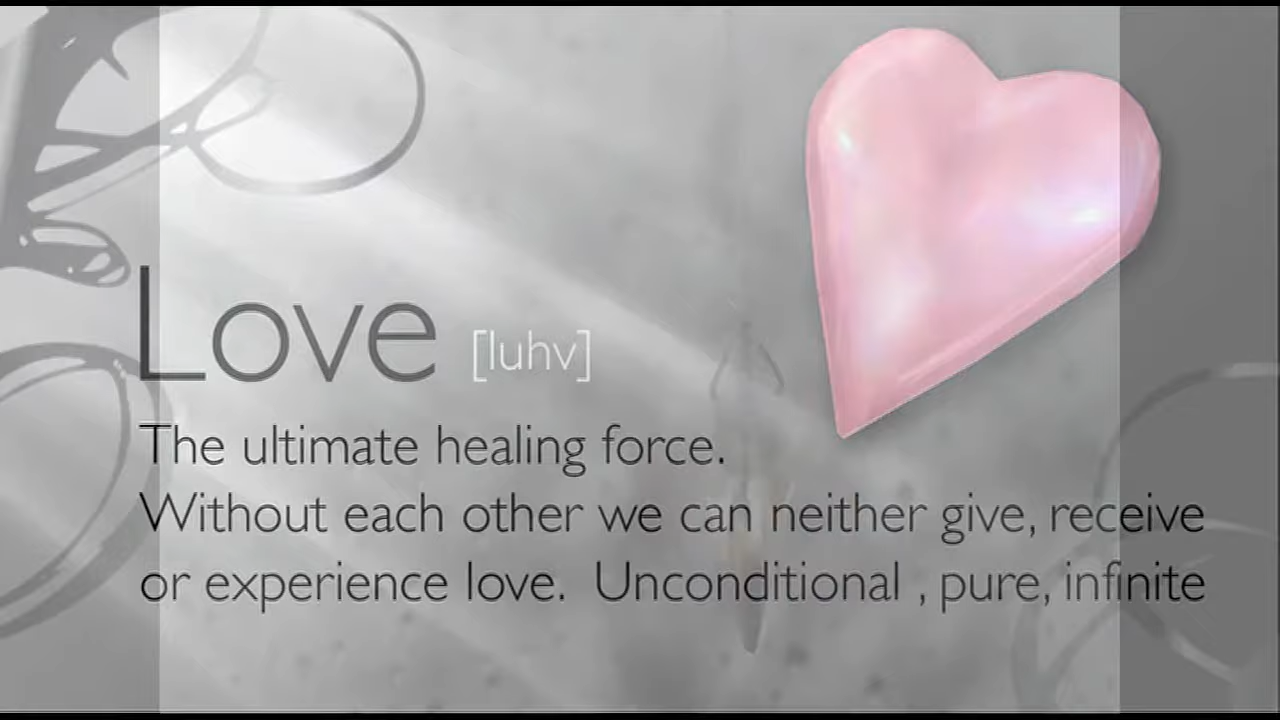 Love [luhv]
The ultimate healing force.
Without each other we can neither give, receive
or experience love. Unconditional , pure, infinite